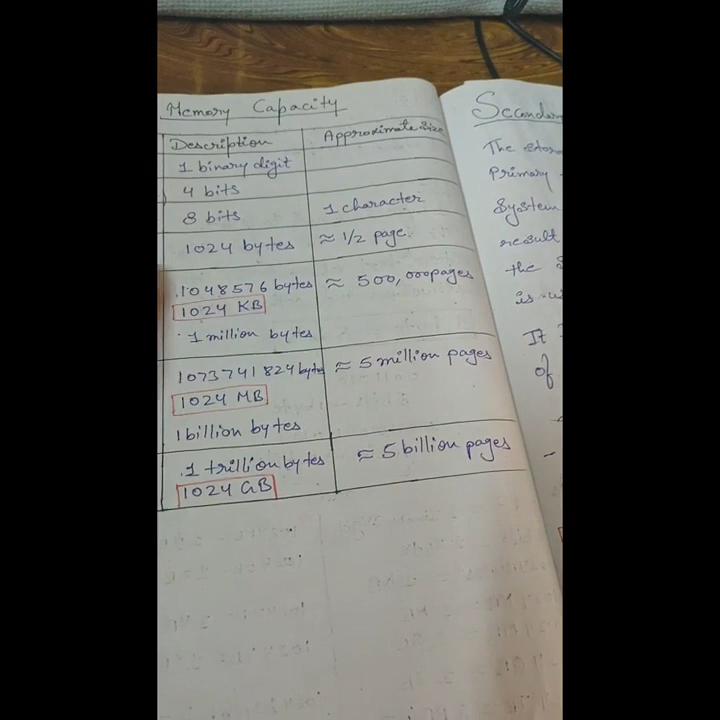 Memory Capacity
Description Approximate Size
1 binary digit
4 bits
8 bits 1 character
1024 bytes ≈ 1/2 page.
1048576 bytes ≈ 500,000 pages
1024 KB
1 million bytes
1073741824 bytes ≈ 5 million pages
1024 MB
1 billion bytes
1 trillion bytes ≈ 5 billion pages
1024 GB
The
Primary
System
result
the
is
It
of